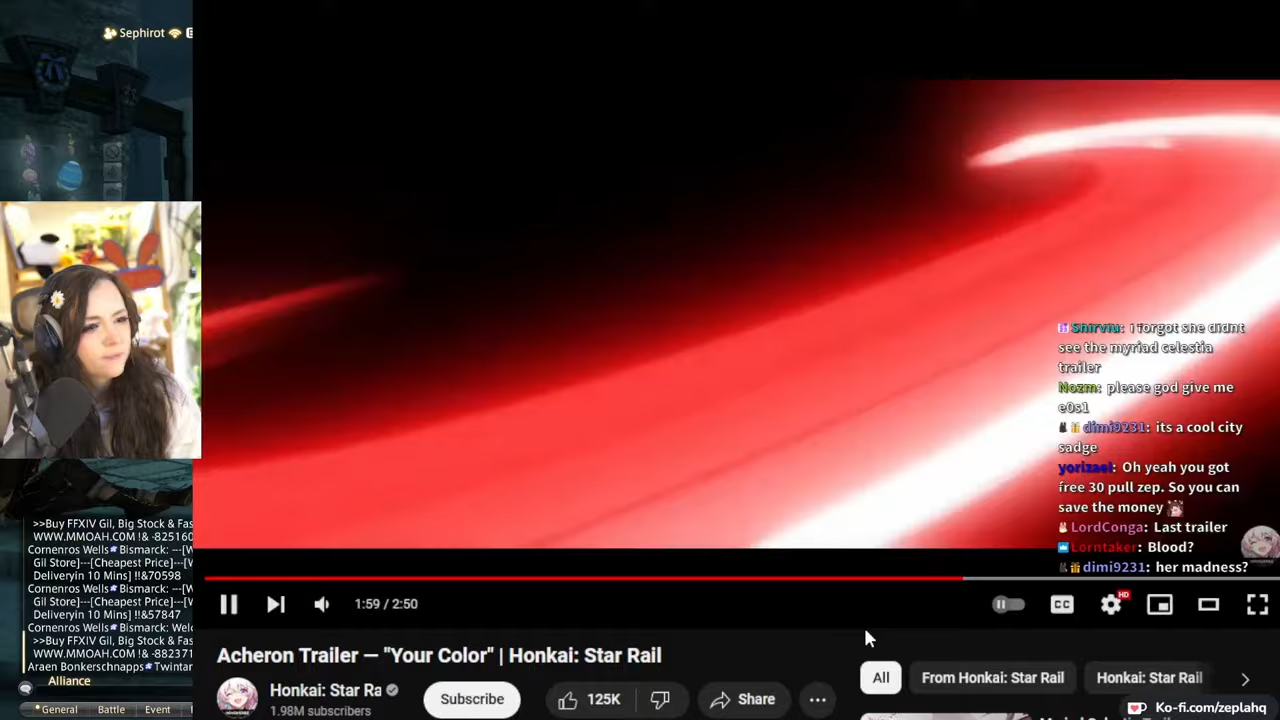 Sephirot
>>Buy FFXIV Gil, Big Stock & Fas
WWW.MMOAH.COM !& -825160
Cornenros Wells Bismarck: ---[W
Gil Store]---[Cheapest Price]---[W
Deliveryin 10 Mins] !!&70598
Cornenros Wells Bismarck: ---[W
Gil Store]---[Cheapest Price]---[W
Deliveryin 10 Mins] !!&57847
Cornenros Wells Bismarck: Welc
>>Buy FFXIV Gil, Big Stock & Fas
WWW.MMOAH.COM !& -882371
Araen Bonkerschnapps Twintan
Alliance
General Battle Event
Shirviu: I forgot she didnt
see the myriad celestia
trailer
Nozm: please god give me
e0s1
dimi9231: its a cool city
sadge
yorizael: Oh yeah you got
free 30 pull zep. So you can
save the money
LordConga: Last trailer
Lorntaker: Blood?
dimi9231: her madness?
1:59 / 2:50
CC
HD
Acheron Trailer — "Your Color" | Honkai: Star Rail
Honkai: Star Ra
1.98M subscribers
Subscribe
125K
Share
All
From Honkai: Star Rail
Honkai: Star Rail
Ko-fi.com/zeplahq